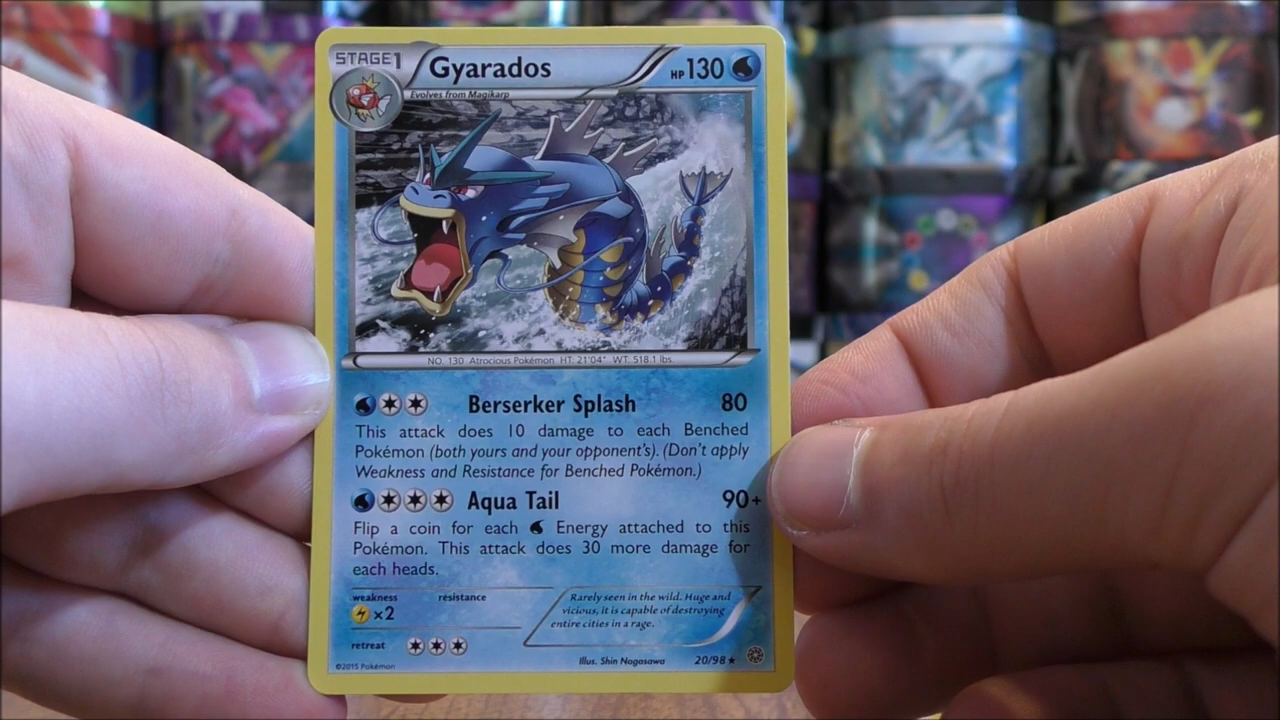 STAGE1
Gyarados
HP 130
Evolves from Magikarp
NO. 130 Atrocious Pokémon HT: 21'04" WT: 518.1 lbs.
Berserker Splash 80
This attack does 10 damage to each Benched
Pokémon (both yours and your opponent's). (Don't apply
Weakness and Resistance for Benched Pokémon.)
Aqua Tail 90+
Flip a coin for each Energy attached to this
Pokémon. This attack does 30 more damage for
each heads.
weakness resistance
×2
Rarely seen in the wild. Huge and
vicious, it is capable of destroying
entire cities in a rage.
retreat
©2015 Pokémon
Illus. Shin Nagasawa
20/98★